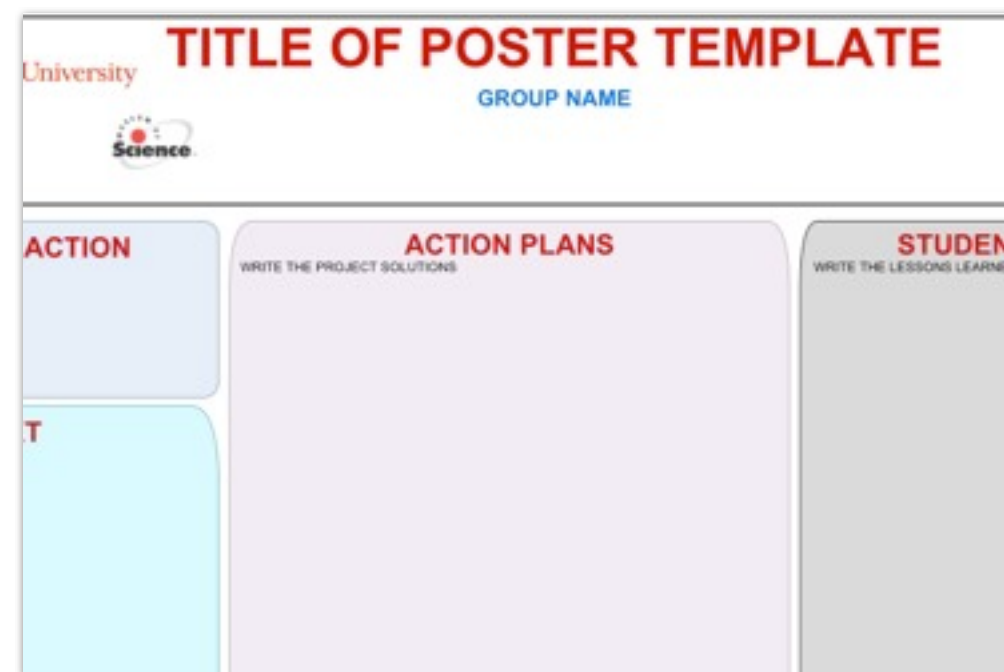 TITLE OF POSTER TEMPLATE
University
GROUP NAME
Science
ACTION
ACTION PLANS
WRITE THE PROJECT SOLUTIONS
STUDEN
WRITE THE LESSONS LEARNE
T